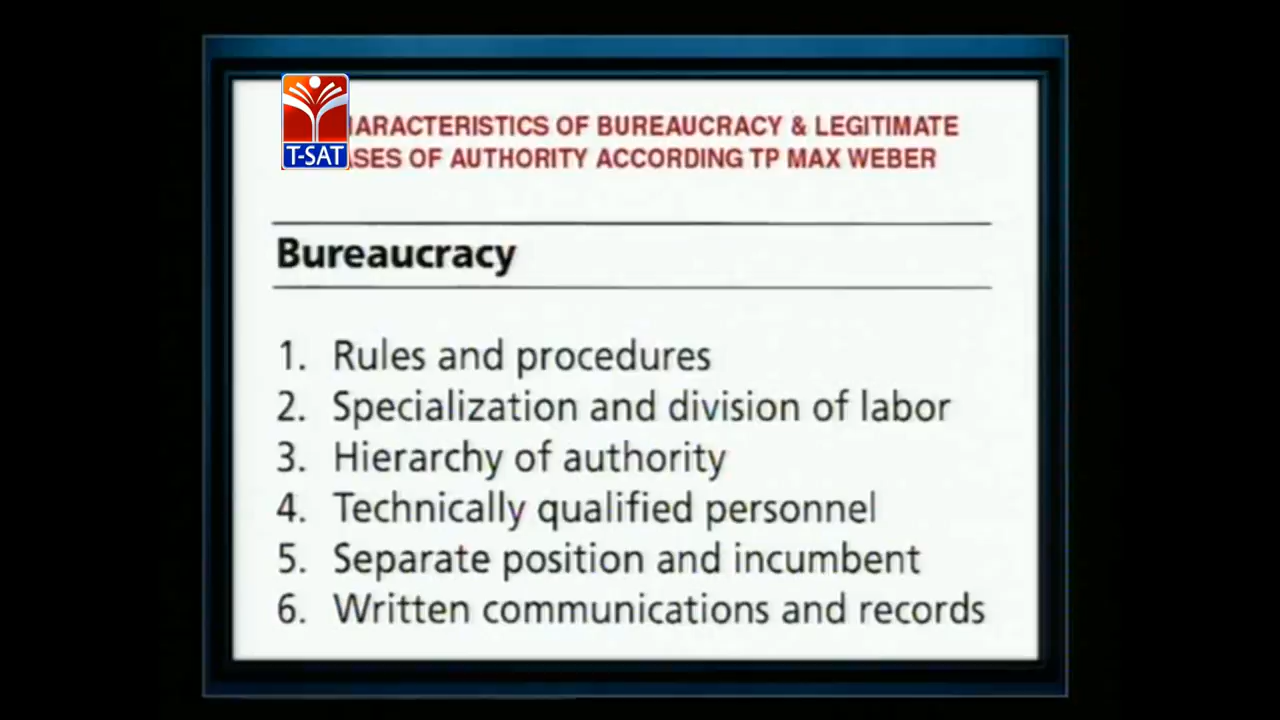 T-SAT
HARACTERISTICS OF BUREAUCRACY & LEGITIMATE
ASES OF AUTHORITY ACCORDING TP MAX WEBER
Bureaucracy
1. Rules and procedures
2. Specialization and division of labor
3. Hierarchy of authority
4. Technically qualified personnel
5. Separate position and incumbent
6. Written communications and records